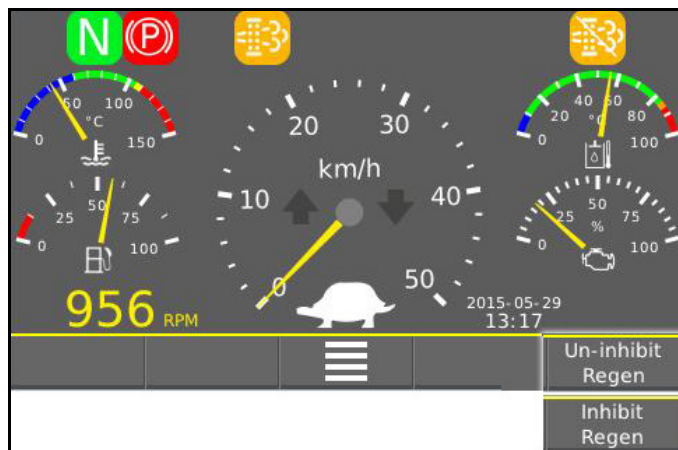 N (P)
50 100
°C
0 150
20 30
km/h
10 40
0 50
20 40 60 80
°C
0 100
25 50 75
0 100
25 50 75
%
0 100
956 RPM
2015-05-29
13:17
Un-inhibit
Regen
Inhibit
Regen